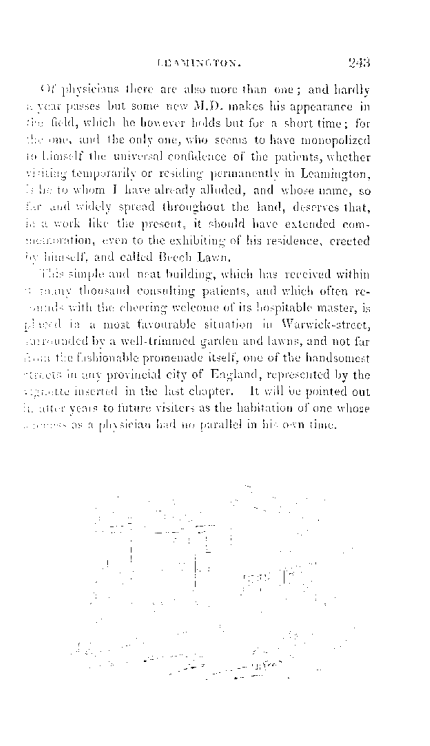 LEAMINGTON. 243
Of physicians there are also more than one; and hardly
a year passes but some new M.D. makes his appearance in
the field, which he however holds but for a short time; for
the one, and the only one, who seems to have monopolized
to himself the universal confidence of the patients, whether
visiting temporarily or residing permanently in Leamington,
is he to whom I have already alluded, and whose name, so
far and widely spread throughout the land, deserves that,
in a work like the present, it should have extended com-
memoration, even to the exhibiting of his residence, erected
by himself, and called Beech Lawn.
This simple and neat building, which has received within
it many thousand consulting patients, and which often re-
sounds with the cheering welcome of its hospitable master, is
placed in a most favourable situation in Warwick-street,
surrounded by a well-trimmed garden and lawns, and not far
from the fashionable promenade itself, one of the handsomest
streets in any provincial city of England, represented by the
vignette inserted in the last chapter. It will be pointed out
in after years to future visiters as the habitation of one whose
success as a physician had no parallel in his own time.